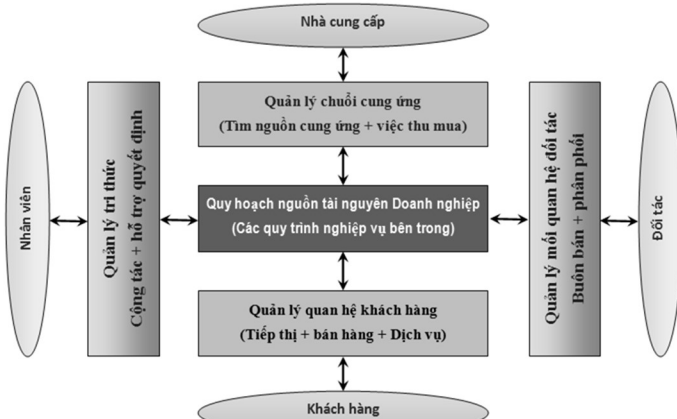 Nhà cung cấp
Quản lý chuỗi cung ứng
(Tìm nguồn cung ứng + việc thu mua)
Nhân viên
Quản lý tri thức
Cộng tác + hỗ trợ quyết định
Quy hoạch nguồn tài nguyên Doanh nghiệp
(Các quy trình nghiệp vụ bên trong)
Quản lý mối quan hệ đối tác
Buôn bán + phân phối
Đối tác
Quản lý quan hệ khách hàng
(Tiếp thị + bán hàng + Dịch vụ)
Khách hàng